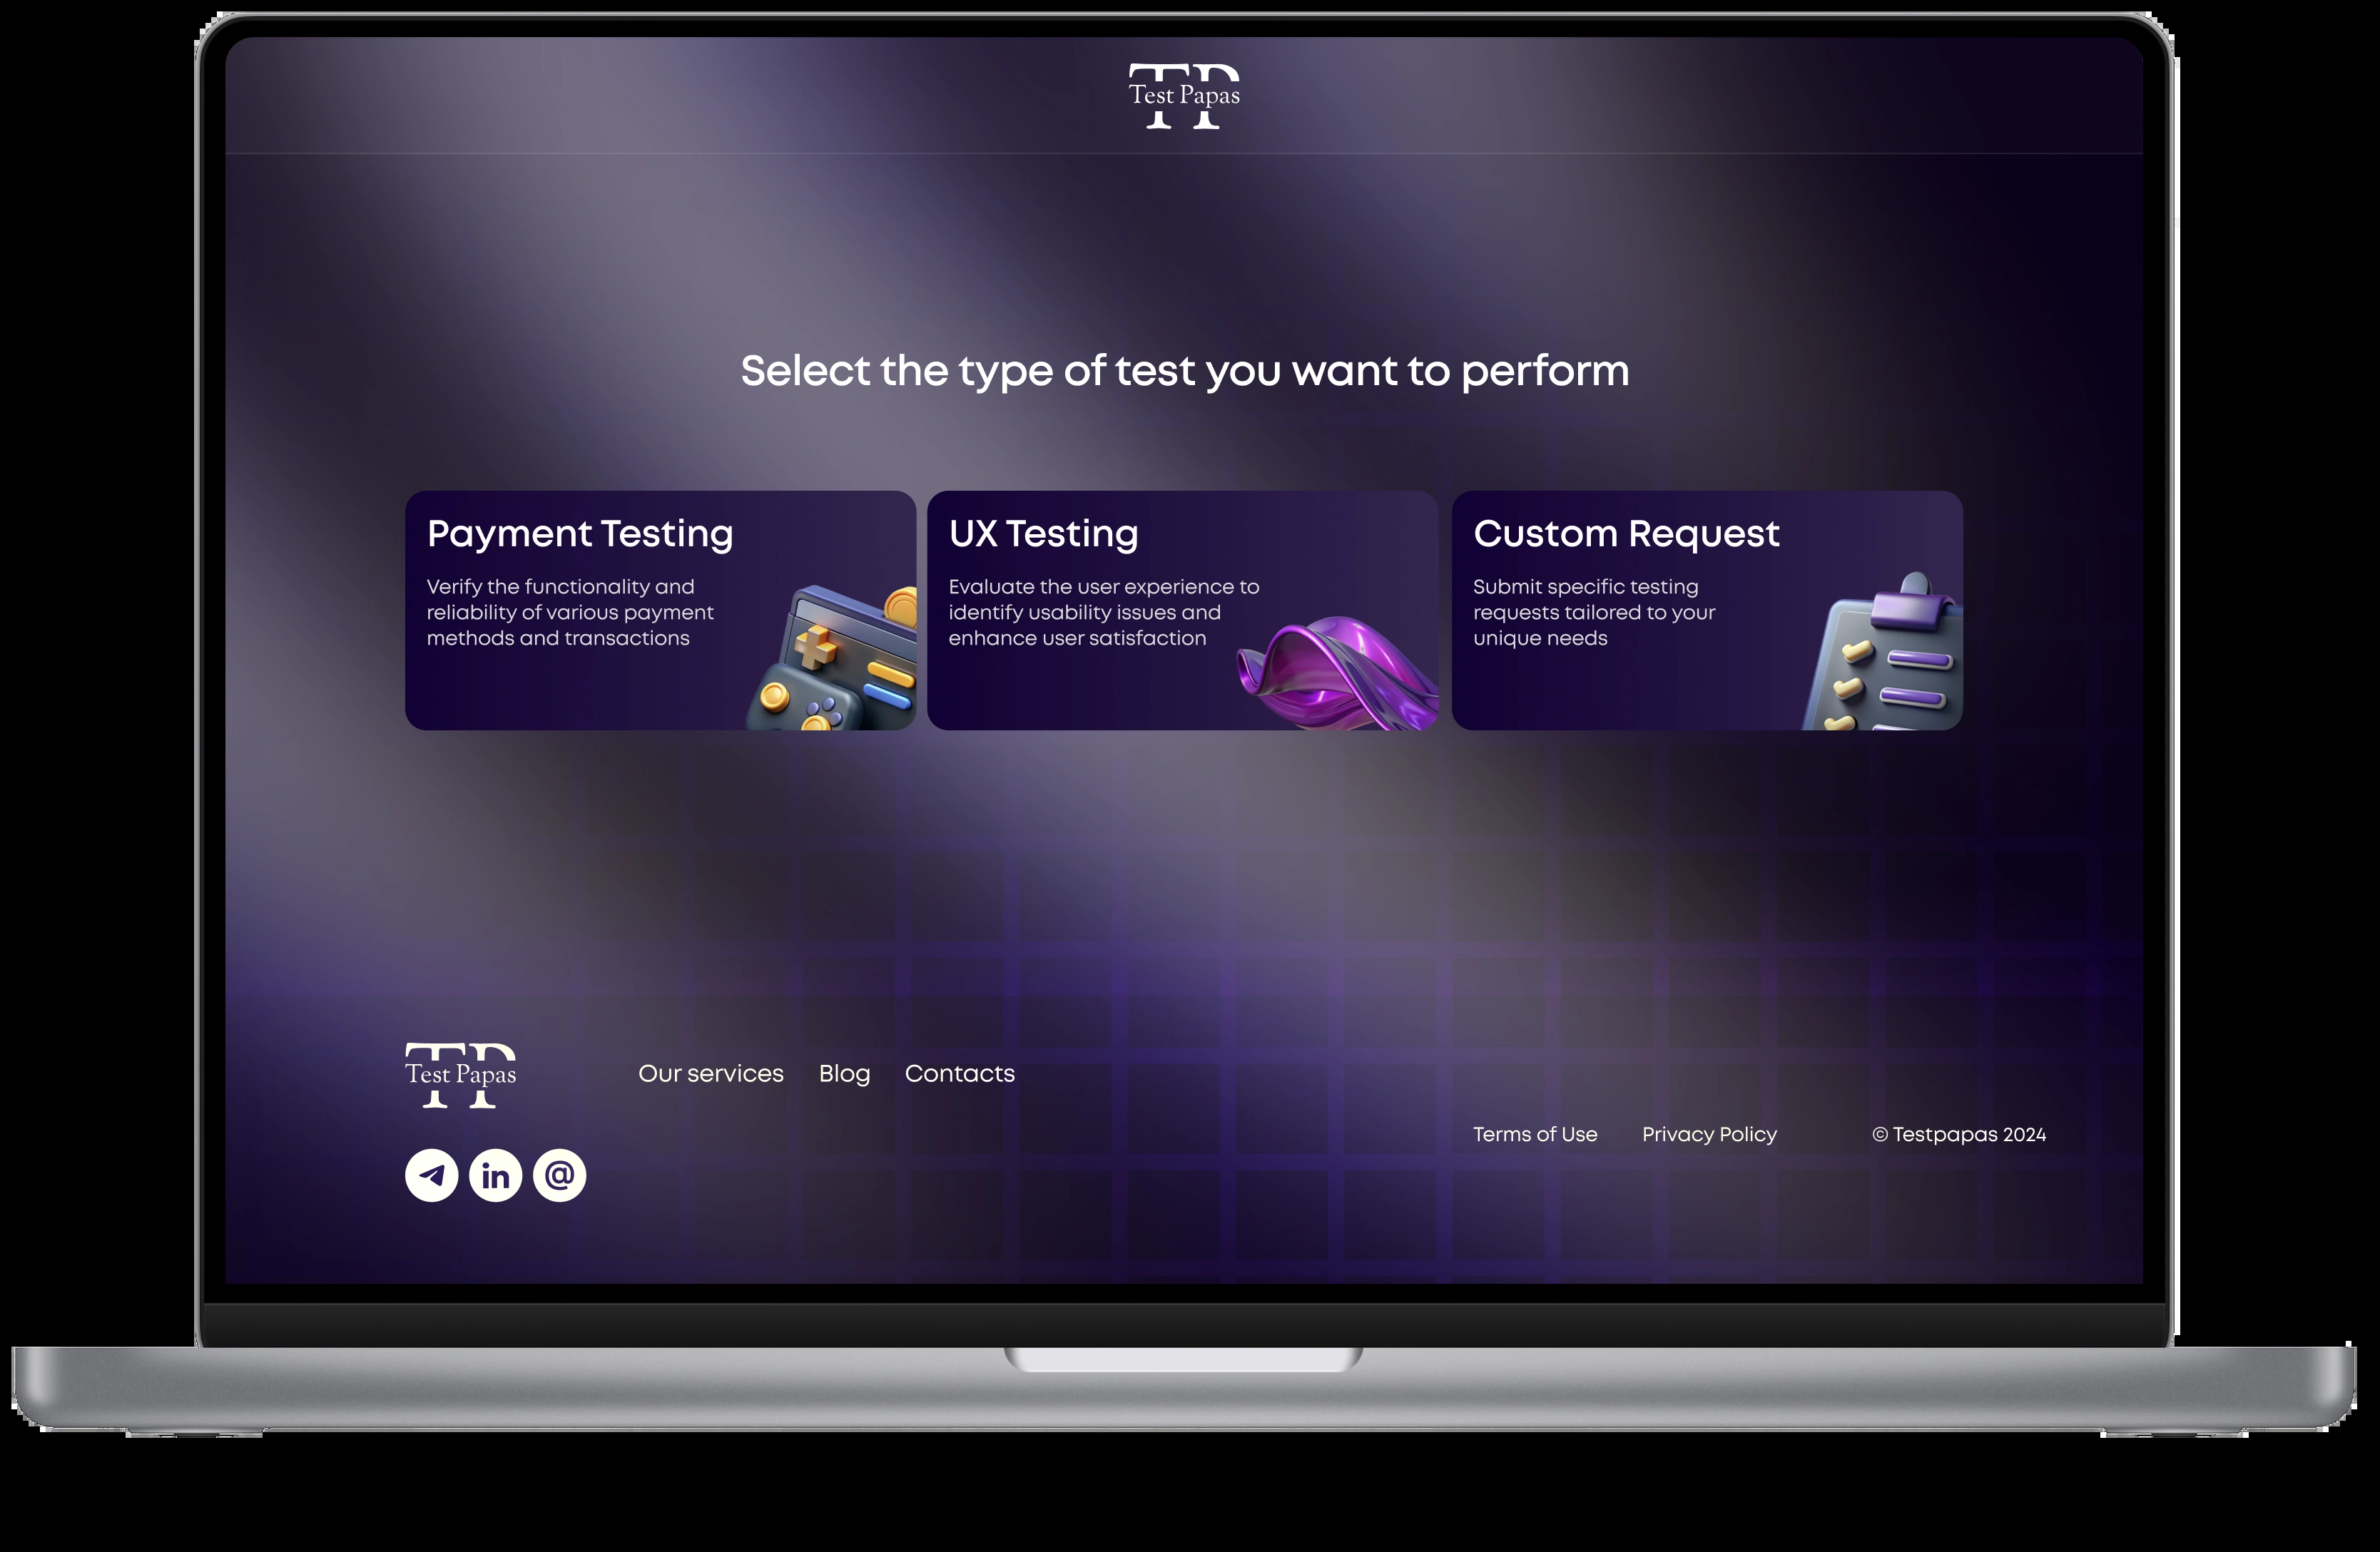 TP
Test Papas
Select the type of test you want to perform
Payment Testing
Verify the functionality and
reliability of various payment
methods and transactions
UX Testing
Evaluate the user experience to
identify usability issues and
enhance user satisfaction
Custom Request
Submit specific testing
requests tailored to your
unique needs
TP
Test Papas
Our services Blog Contacts
Terms of Use Privacy Policy © Testpapas 2024
in @